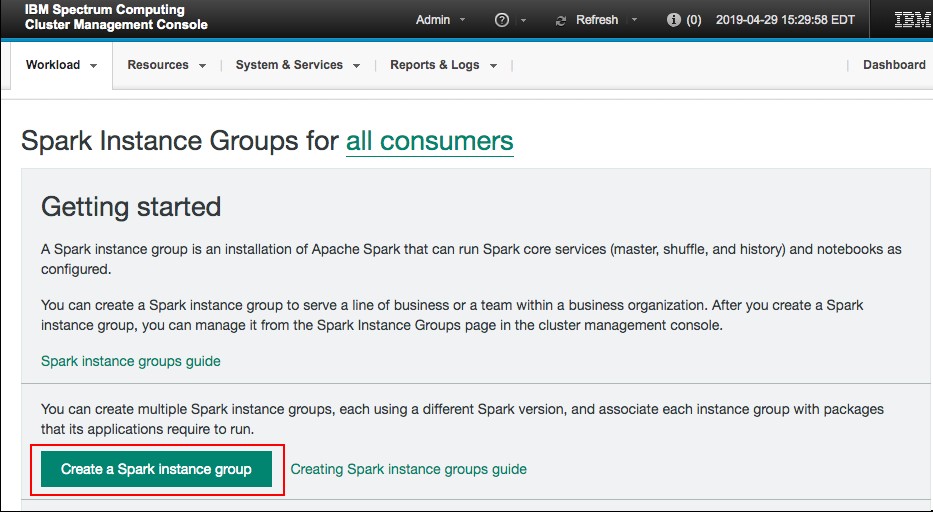 IBM Spectrum Computing
Cluster Management Console
Admin ? Refresh i (0) 2019-04-29 15:29:58 EDT IBM
Workload Resources System & Services Reports & Logs Dashboard
Spark Instance Groups for all consumers
Getting started
A Spark instance group is an installation of Apache Spark that can run Spark core services (master, shuffle, and history) and notebooks as
configured.
You can create a Spark instance group to serve a line of business or a team within a business organization. After you create a Spark
instance group, you can manage it from the Spark Instance Groups page in the cluster management console.
Spark instance groups guide
You can create multiple Spark instance groups, each using a different Spark version, and associate each instance group with packages
that its applications require to run.
Create a Spark instance group Creating Spark instance groups guide